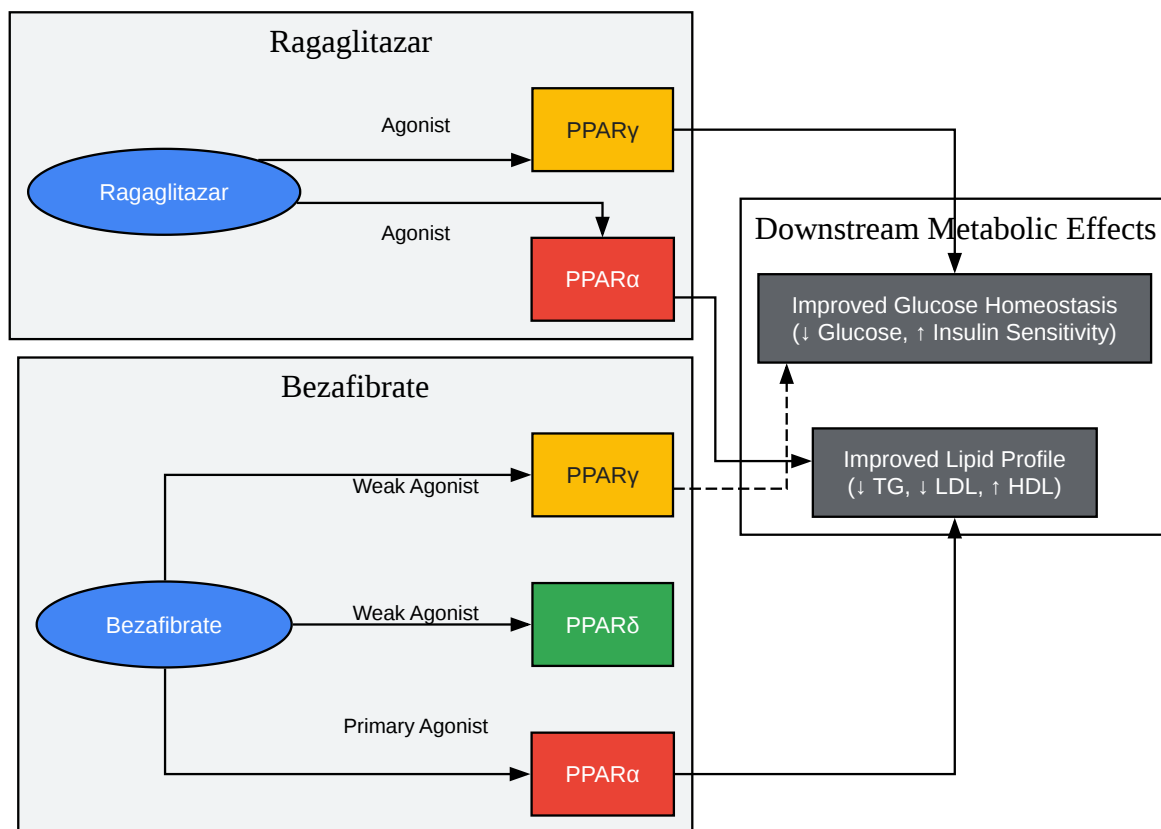 Ragaglitazar
Agonist
PPARγ
Ragaglitazar
Agonist
PPARα
Downstream Metabolic Effects
Improved Glucose Homeostasis
(↓ Glucose, ↑ Insulin Sensitivity)
Improved Lipid Profile
(↓ TG, ↓ LDL, ↑ HDL)
Bezafibrate
PPARγ
Weak Agonist
Bezafibrate
Weak Agonist
PPARδ
Primary Agonist
PPARα